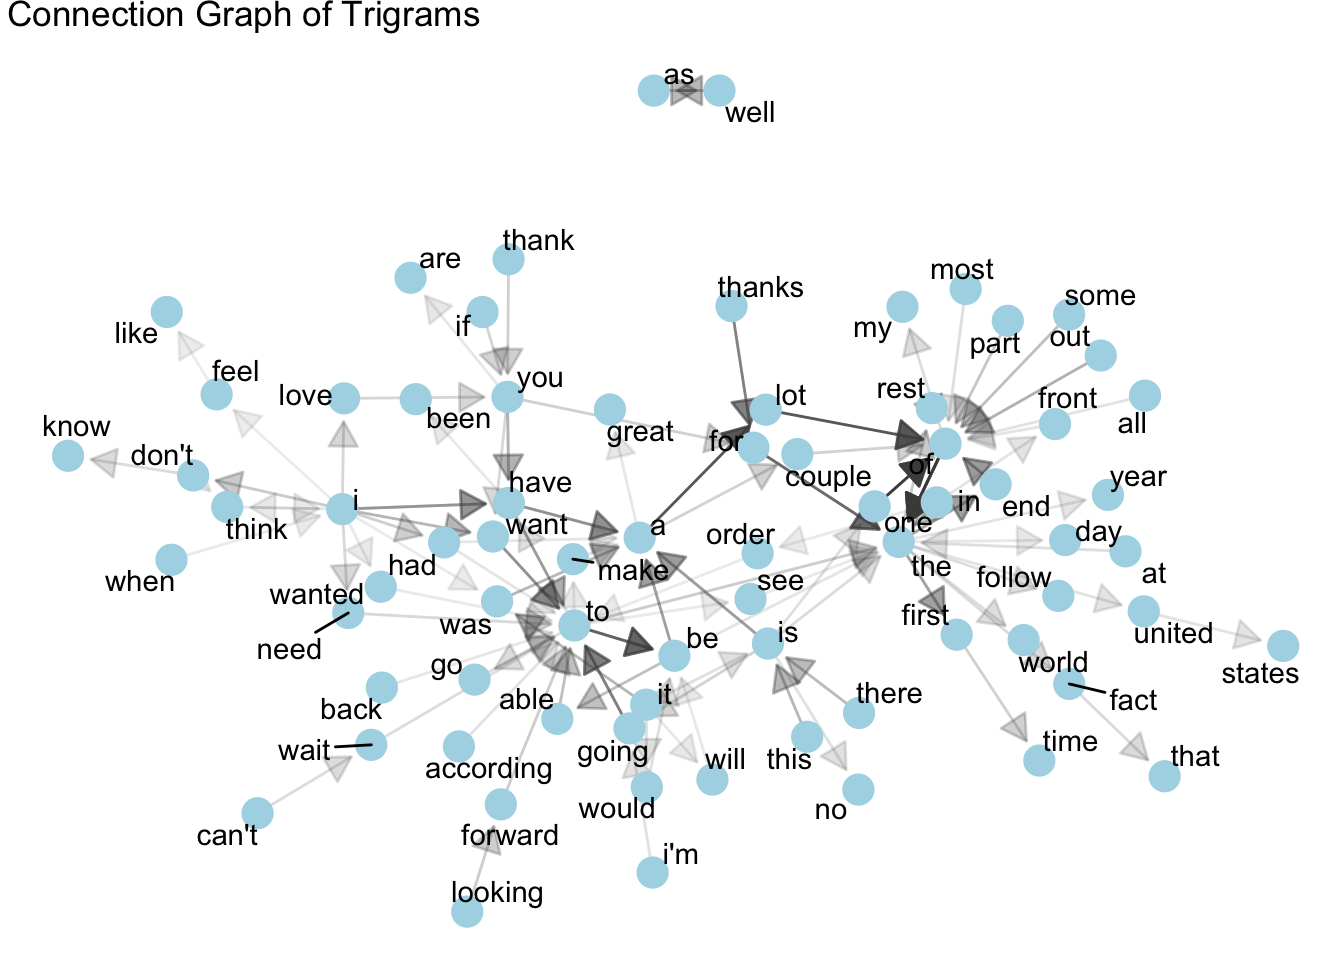 Connection Graph of Trigrams
as
well
thank
are
most
thanks
some
like
if
my
part
out
feel
you
love
rest
lot
front
been
great
all
know
for
don't
of
couple
year
i
have
in
end
think
want
a
one
order
day
had
make
the
when
see
follow
at
wanted
to
first
was
is
united
need
be
go
world
states
able
it
there
fact
back
wait
going
will
this
time
that
according
would
no
can't
forward
i'm
looking